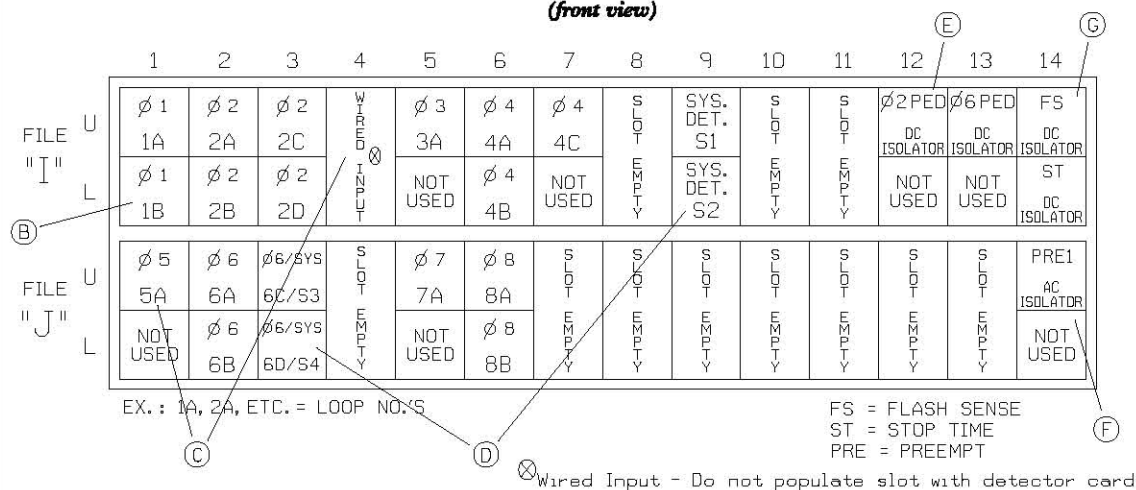 (front view)
E
G
1 2 3 4 5 6 7 8 9 10 11 12 13 14
FILE "I"
U
Ø 1 1A
Ø 2 2A
Ø 2 2C
WIRED INPUT
Ø 3 3A
Ø 4 4A
Ø 4 4C
SLOT EMPTY
SYS. DET. S1
SLOT EMPTY
SLOT EMPTY
Ø2 PED DC ISOLATOR
Ø6 PED DC ISOLATOR
FS DC ISOLATOR
L
Ø 1 1B
Ø 2 2B
Ø 2 2D
NOT USED
Ø 4 4B
NOT USED
SYS. DET. S2
NOT USED
NOT USED
ST DC ISOLATOR
B
FILE "J"
U
Ø 5 5A
Ø 6 6A
Ø6/SYS 6C/S3
SLOT EMPTY
Ø 7 7A
Ø 8 8A
SLOT EMPTY
SLOT EMPTY
SLOT EMPTY
SLOT EMPTY
SLOT EMPTY
SLOT EMPTY
SLOT EMPTY
PRE1 AC ISOLATOR
L
NOT USED
Ø 6 6B
Ø6/SYS 6D/S4
NOT USED
Ø 8 8B
NOT USED
EX.: 1A, 2A, ETC. = LOOP NO.'S
FS = FLASH SENSE
ST = STOP TIME
PRE = PREEMPT
C
D
F
⊗ Wired Input - Do not populate slot with detector card